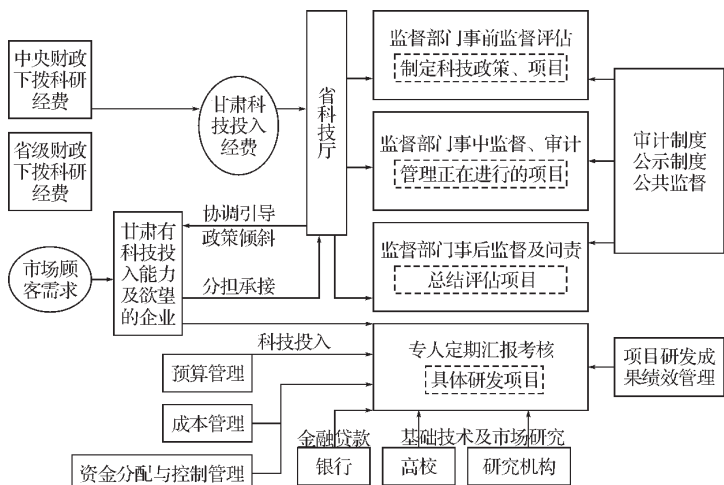 中央财政
下拨科研
经费
省级财政
下拨科研
经费
甘肃科
技投入
经费
省科技厅
监督部门事前监督评估
制定科技政策、项目
监督部门事中监督、审计
管理正在进行的项目
监督部门事后监督及问责
总结评估项目
审计制度
公示制度
公共监督
市场顾
客需求
甘肃有
科技投
入能力
及欲望
的企业
协调引导
政策倾斜
分担承接
科技投入
专人定期汇报考核
具体研发项目
项目研发成
果绩效管理
预算管理
成本管理
资金分配与控制管理
金融贷款
基础技术及市场研究
银行
高校
研究机构